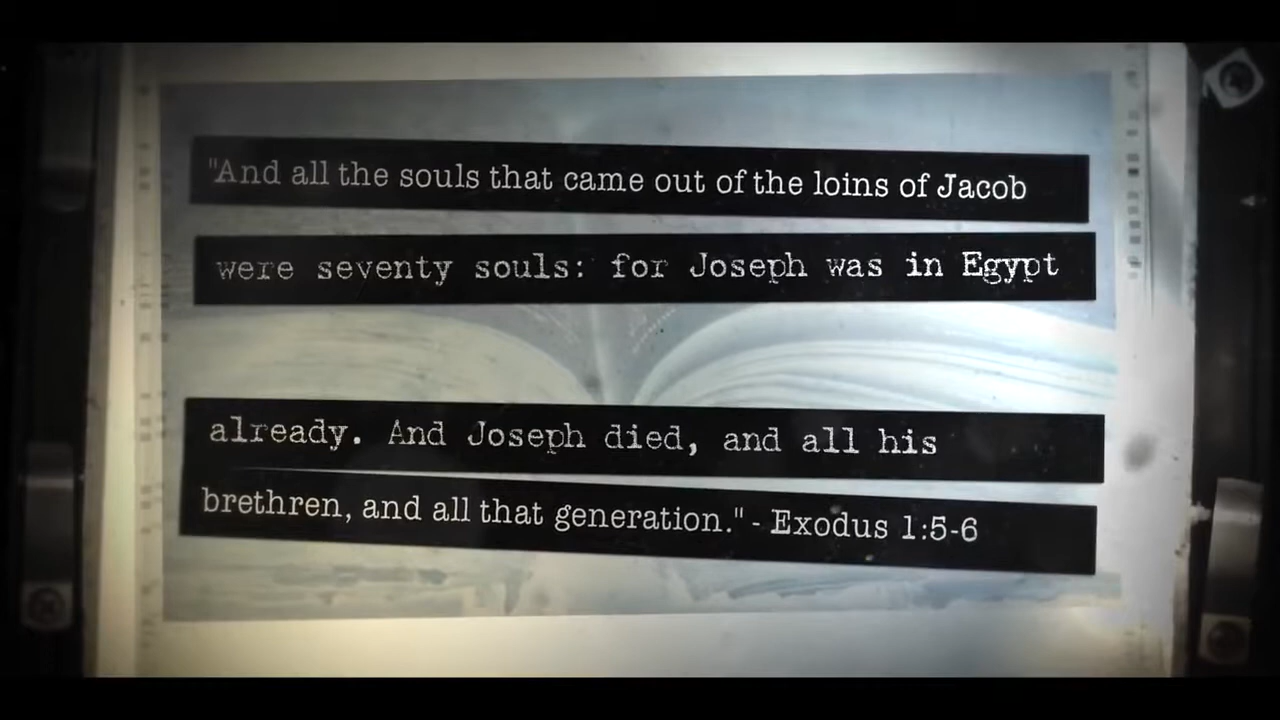 "And all the souls that came out of the loins of Jacob
were seventy souls: for Joseph was in Egypt
already. And Joseph died, and all his
brethren, and all that generation." - Exodus 1:5-6